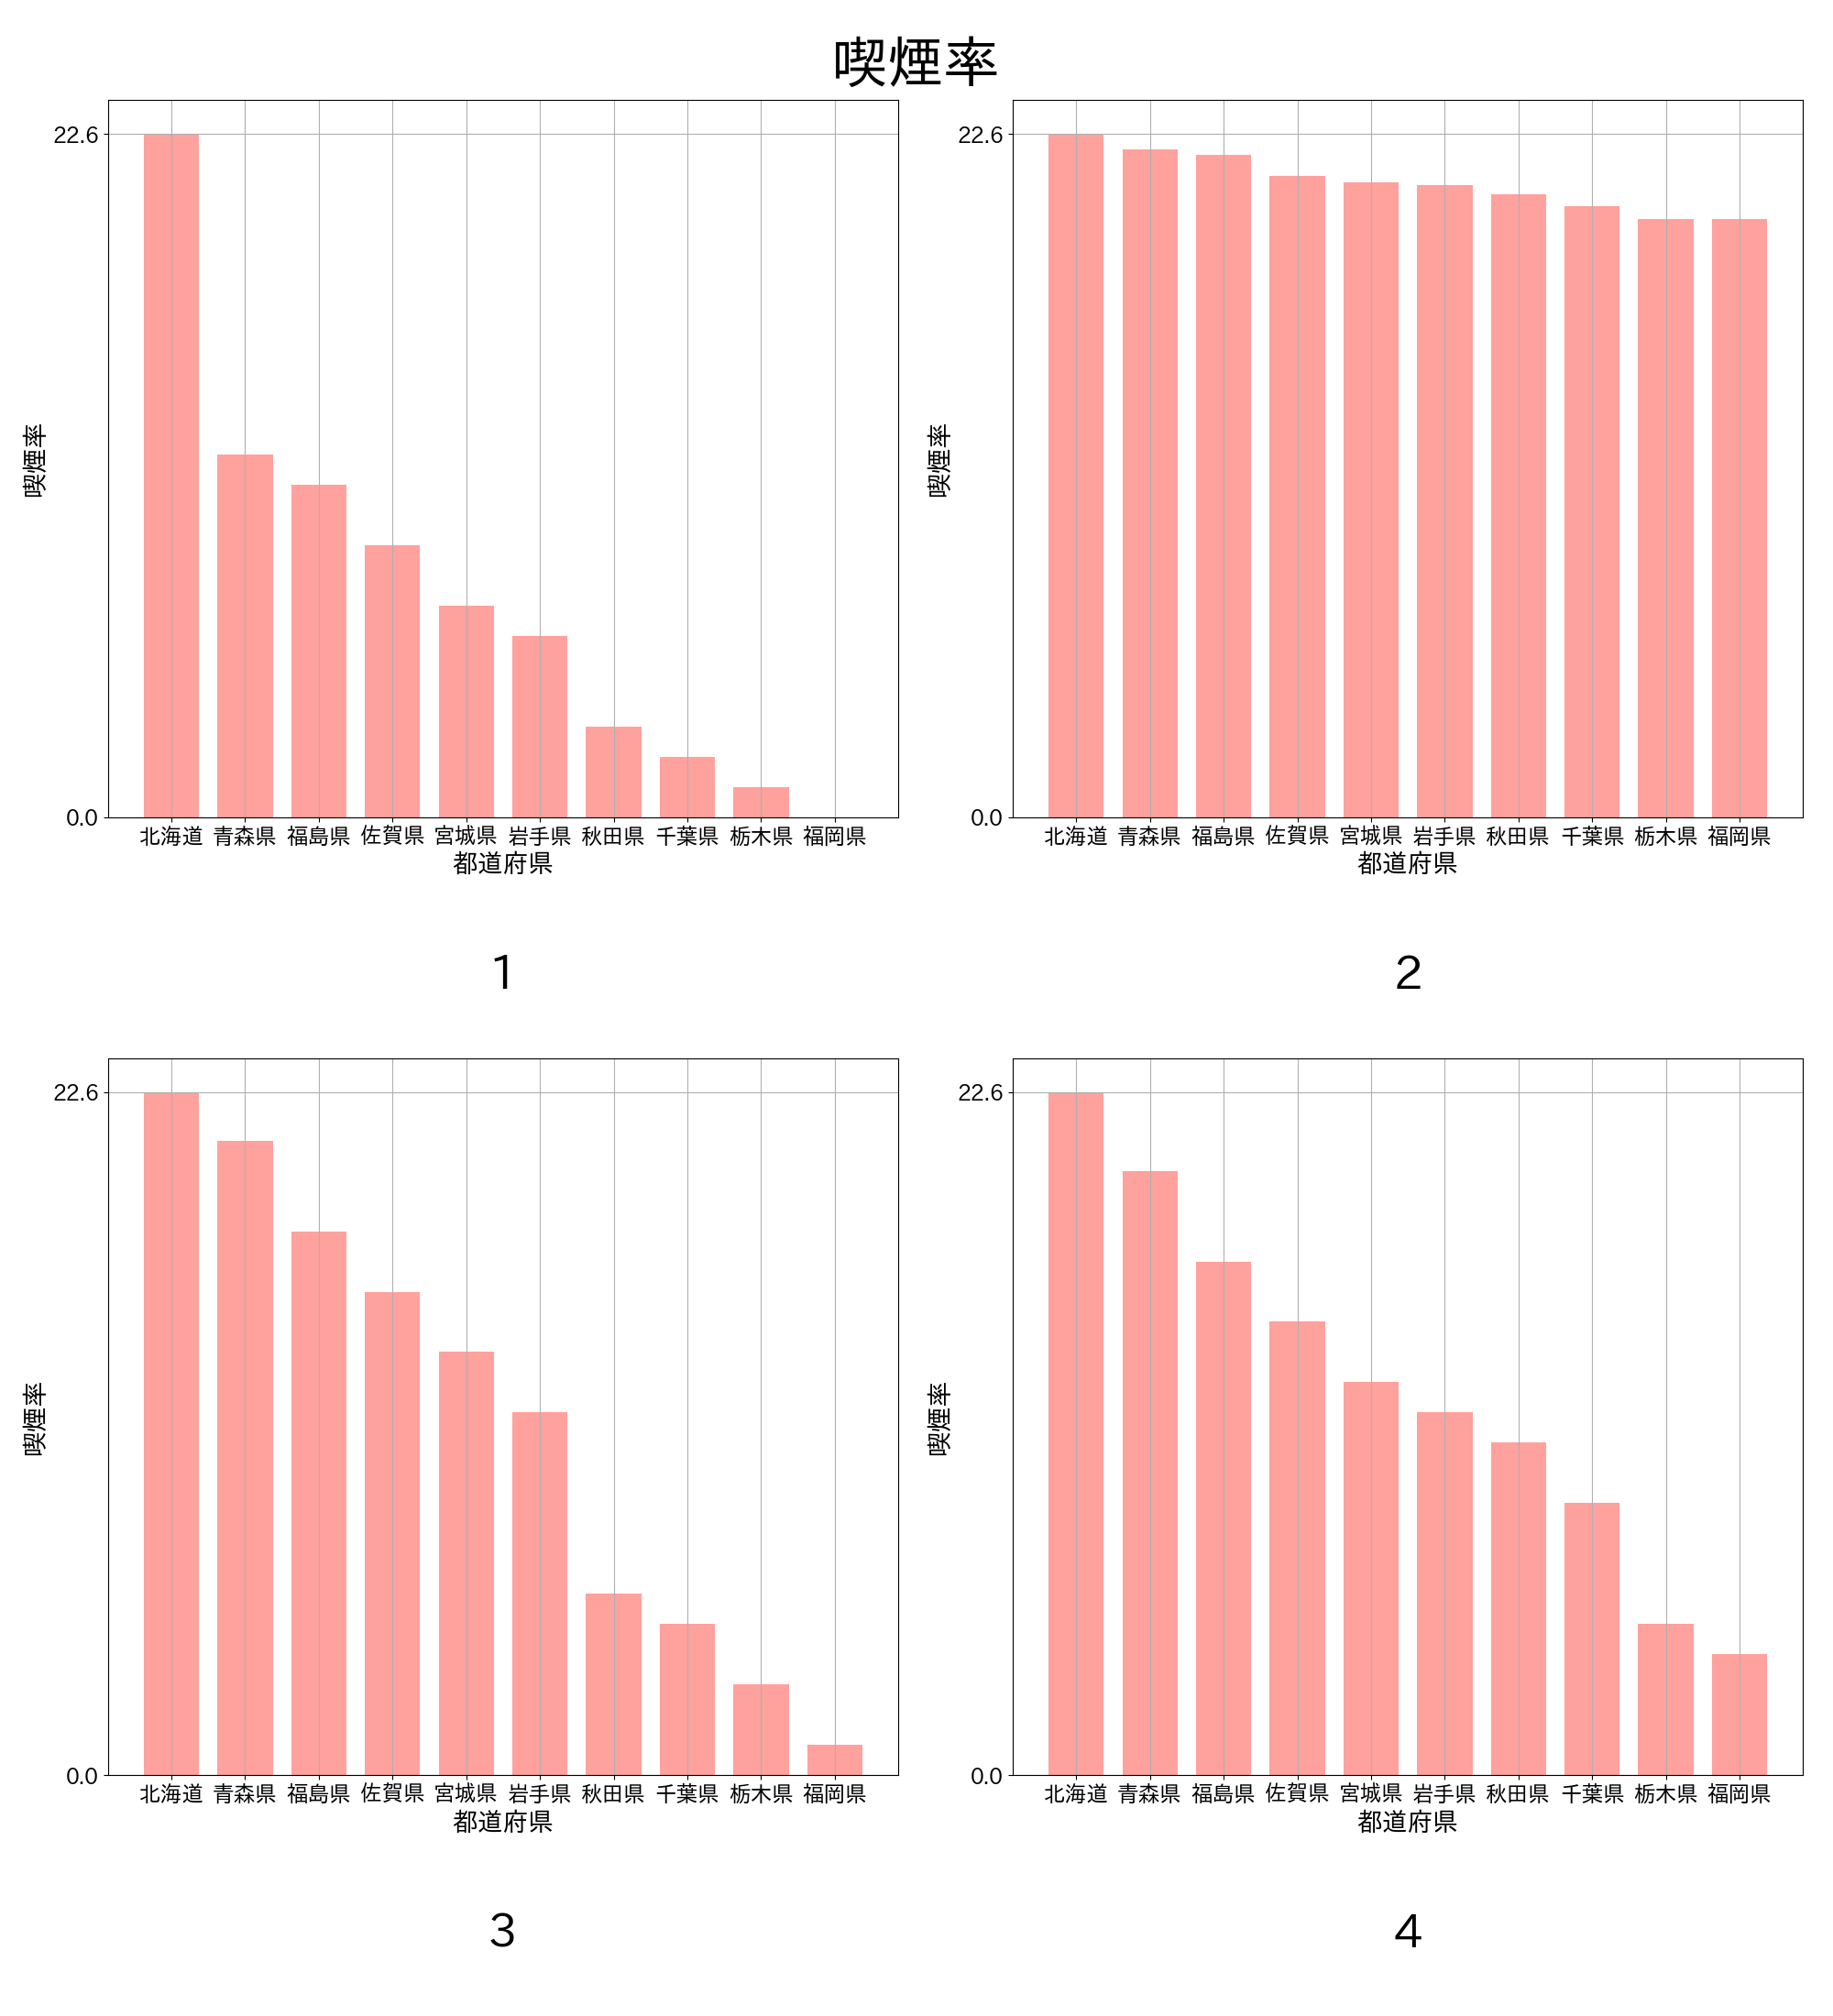 喫煙率
22.6
喫煙率
0.0
北海道 青森県 福島県 佐賀県 宮城県 岩手県 秋田県 千葉県 栃木県 福岡県
都道府県
1
22.6
喫煙率
0.0
北海道 青森県 福島県 佐賀県 宮城県 岩手県 秋田県 千葉県 栃木県 福岡県
都道府県
2
22.6
喫煙率
0.0
北海道 青森県 福島県 佐賀県 宮城県 岩手県 秋田県 千葉県 栃木県 福岡県
都道府県
3
22.6
喫煙率
0.0
北海道 青森県 福島県 佐賀県 宮城県 岩手県 秋田県 千葉県 栃木県 福岡県
都道府県
4